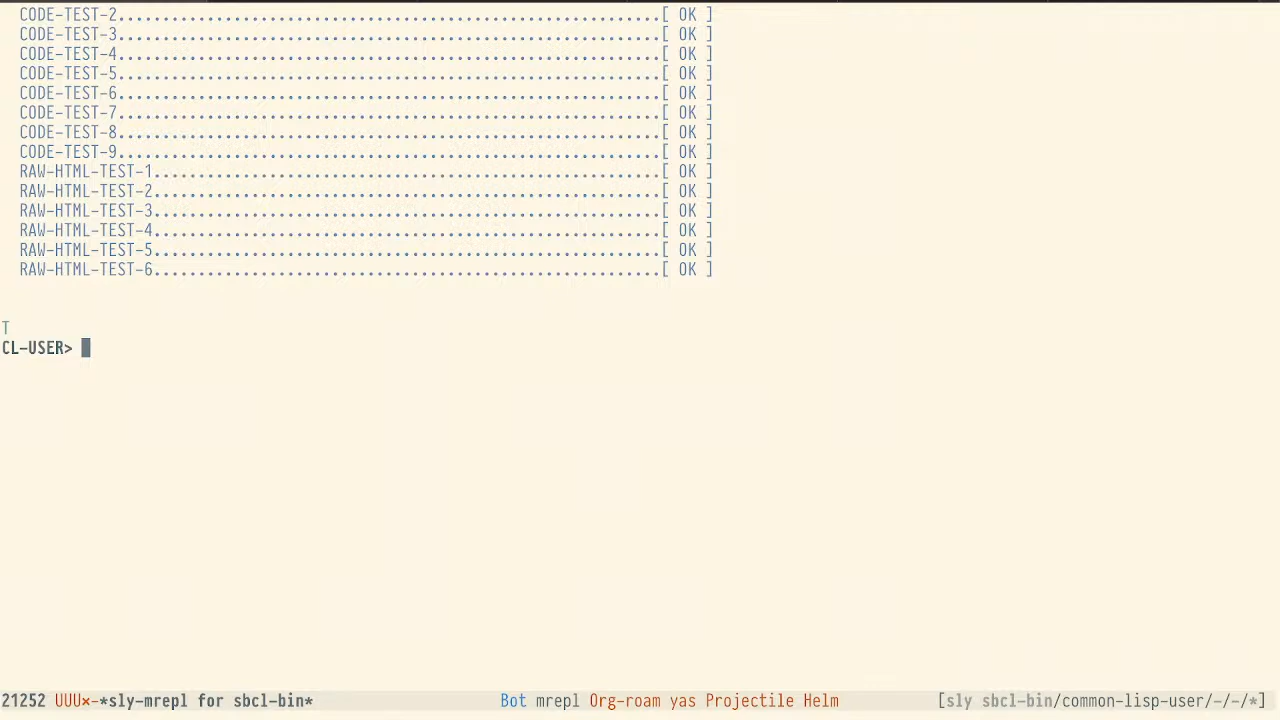 CODE-TEST-2.............................................................[ OK ]
CODE-TEST-3.............................................................[ OK ]
CODE-TEST-4.............................................................[ OK ]
CODE-TEST-5.............................................................[ OK ]
CODE-TEST-6.............................................................[ OK ]
CODE-TEST-7.............................................................[ OK ]
CODE-TEST-8.............................................................[ OK ]
CODE-TEST-9.............................................................[ OK ]
RAW-HTML-TEST-1.........................................................[ OK ]
RAW-HTML-TEST-2.........................................................[ OK ]
RAW-HTML-TEST-3.........................................................[ OK ]
RAW-HTML-TEST-4.........................................................[ OK ]
RAW-HTML-TEST-5.........................................................[ OK ]
RAW-HTML-TEST-6.........................................................[ OK ]
T
CL-USER>
21252 UUU×-*sly-mrepl for sbcl-bin* Bot mrepl Org-roam yas Projectile Helm [sly sbcl-bin/common-lisp-user/-/-/*]